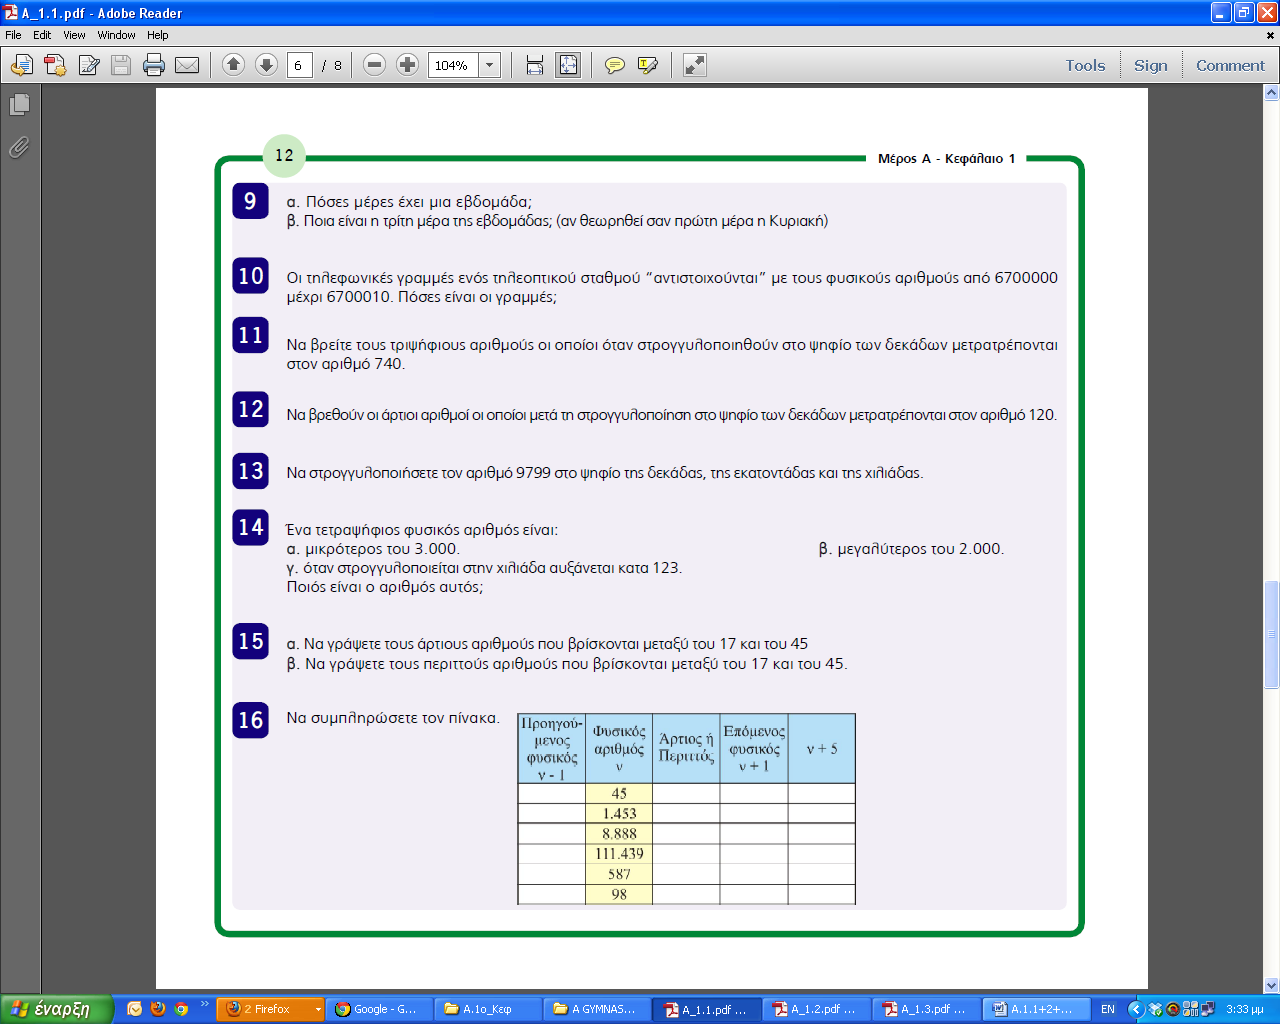 A_1.1.pdf - Adobe Reader
File Edit View Window Help
6 / 8 104% Tools Sign Comment
12
Μέρος Α - Κεφάλαιο 1
9
α. Πόσες μέρες έχει μια εβδομάδα;
β. Ποια είναι η τρίτη μέρα της εβδομάδας; (αν θεωρηθεί σαν πρώτη μέρα η Κυριακή)
10
Οι τηλεφωνικές γραμμές ενός τηλεοπτικού σταθμού “αντιστοιχούνται” με τους φυσικούς αριθμούς από 6700000
μέχρι 6700010. Πόσες είναι οι γραμμές;
11
Να βρείτε τους τριψήφιους αριθμούς οι οποίοι όταν στρογγυλοποιηθούν στο ψηφίο των δεκάδων μετρατρέπονται
στον αριθμό 740.
12
Να βρεθούν οι άρτιοι αριθμοί οι οποίοι μετά τη στρογγυλοποίηση στο ψηφίο των δεκάδων μετρατρέπονται στον αριθμό 120.
13
Να στρογγυλοποιήσετε τον αριθμό 9799 στο ψηφίο της δεκάδας, της εκατοντάδας και της χιλιάδας.
14
Ένα τετραψήφιος φυσικός αριθμός είναι:
α. μικρότερος του 3.000. β. μεγαλύτερος του 2.000.
γ. όταν στρογγυλοποιείται στην χιλιάδα αυξάνεται κατα 123.
Ποιός είναι ο αριθμός αυτός;
15
α. Να γράψετε τους άρτιους αριθμούς που βρίσκονται μεταξύ του 17 και του 45
β. Να γράψετε τους περιττούς αριθμούς που βρίσκονται μεταξύ του 17 και του 45.
16
Να συμπληρώσετε τον πίνακα.
Προηγού-
μενος
φυσικός
ν - 1
Φυσικός
αριθμός
ν
Άρτιος ή
Περιττός
Επόμενος
φυσικός
ν + 1
ν + 5
45
1.453
8.888
111.439
587
98
έναρξη 2 Firefox Google - G... Α.1ο_Κεφ A GYMNAS... A_1.1.pdf ... A_1.2.pdf ... A_1.3.pdf ... A.1.1+2+... EN 3:33 μμ